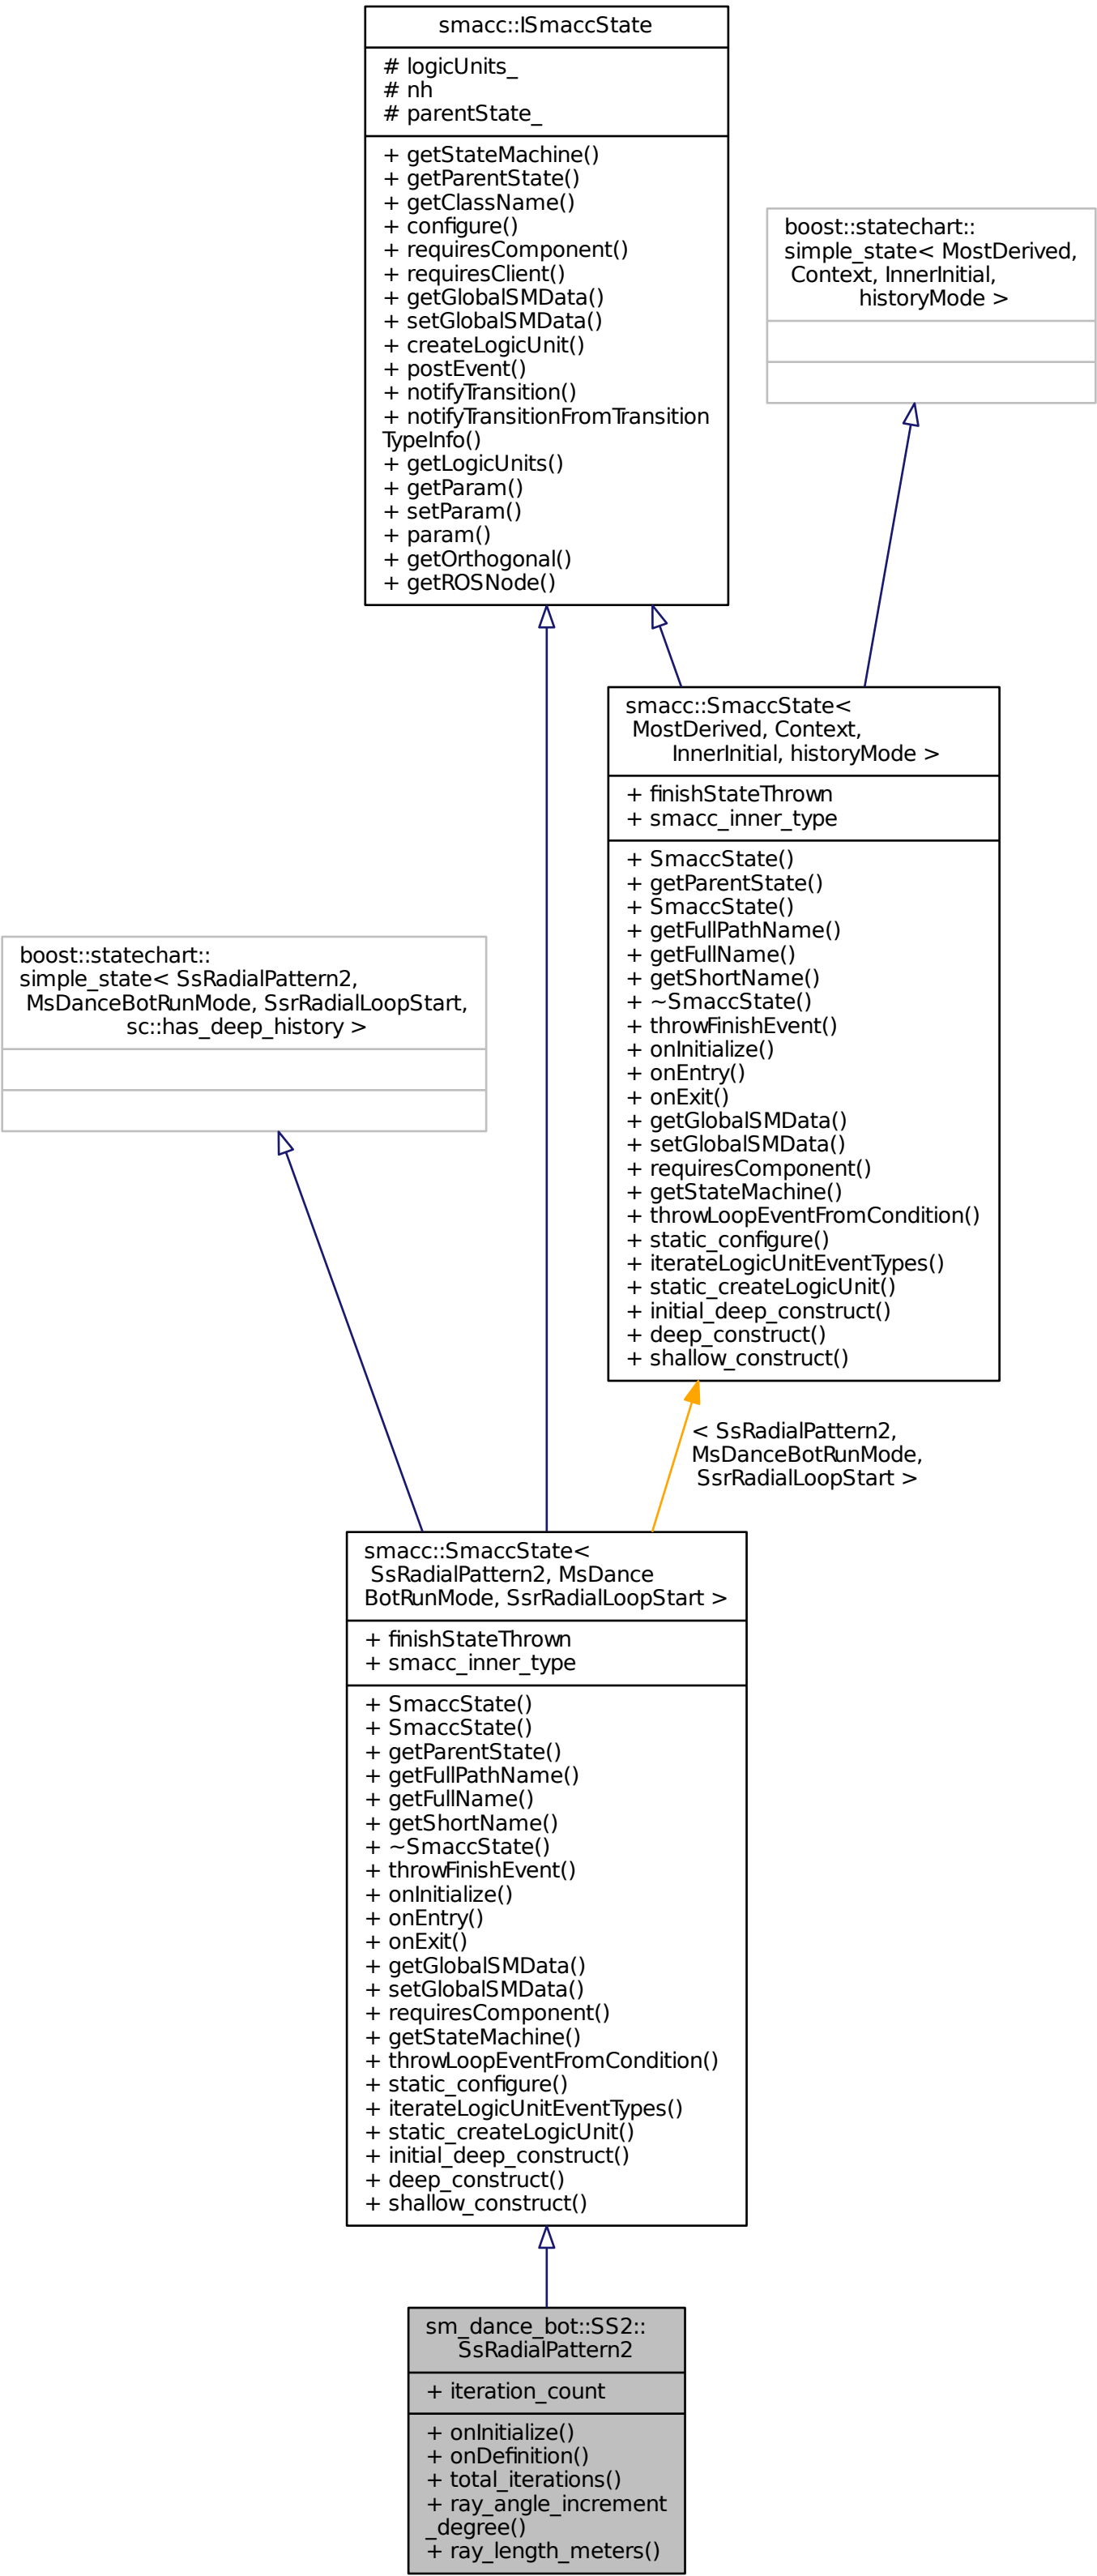 smacc::ISmaccState
# logicUnits_
# nh
# parentState_
+ getStateMachine()
+ getParentState()
+ getClassName()
+ configure()
+ requiresComponent()
+ requiresClient()
+ getGlobalSMData()
+ setGlobalSMData()
+ createLogicUnit()
+ postEvent()
+ notifyTransition()
+ notifyTransitionFromTransition
TypeInfo()
+ getLogicUnits()
+ getParam()
+ setParam()
+ param()
+ getOrthogonal()
+ getROSNode()
boost::statechart::
simple_state< MostDerived,
Context, InnerInitial,
historyMode >
smacc::SmaccState<
MostDerived, Context,
InnerInitial, historyMode >
+ finishStateThrown
+ smacc_inner_type
+ SmaccState()
+ getParentState()
+ SmaccState()
+ getFullPathName()
+ getFullName()
+ getShortName()
+ ~SmaccState()
+ throwFinishEvent()
+ onInitialize()
+ onEntry()
+ onExit()
+ getGlobalSMData()
+ setGlobalSMData()
+ requiresComponent()
+ getStateMachine()
+ throwLoopEventFromCondition()
+ static_configure()
+ iterateLogicUnitEventTypes()
+ static_createLogicUnit()
+ initial_deep_construct()
+ deep_construct()
+ shallow_construct()
boost::statechart::
simple_state< SsRadialPattern2,
MsDanceBotRunMode, SsrRadialLoopStart,
sc::has_deep_history >
< SsRadialPattern2,
MsDanceBotRunMode,
SsrRadialLoopStart >
smacc::SmaccState<
SsRadialPattern2, MsDance
BotRunMode, SsrRadialLoopStart >
+ finishStateThrown
+ smacc_inner_type
+ SmaccState()
+ SmaccState()
+ getParentState()
+ getFullPathName()
+ getFullName()
+ getShortName()
+ ~SmaccState()
+ throwFinishEvent()
+ onInitialize()
+ onEntry()
+ onExit()
+ getGlobalSMData()
+ setGlobalSMData()
+ requiresComponent()
+ getStateMachine()
+ throwLoopEventFromCondition()
+ static_configure()
+ iterateLogicUnitEventTypes()
+ static_createLogicUnit()
+ initial_deep_construct()
+ deep_construct()
+ shallow_construct()
sm_dance_bot::SS2::
SsRadialPattern2
+ iteration_count
+ onInitialize()
+ onDefinition()
+ total_iterations()
+ ray_angle_increment
_degree()
+ ray_length_meters()